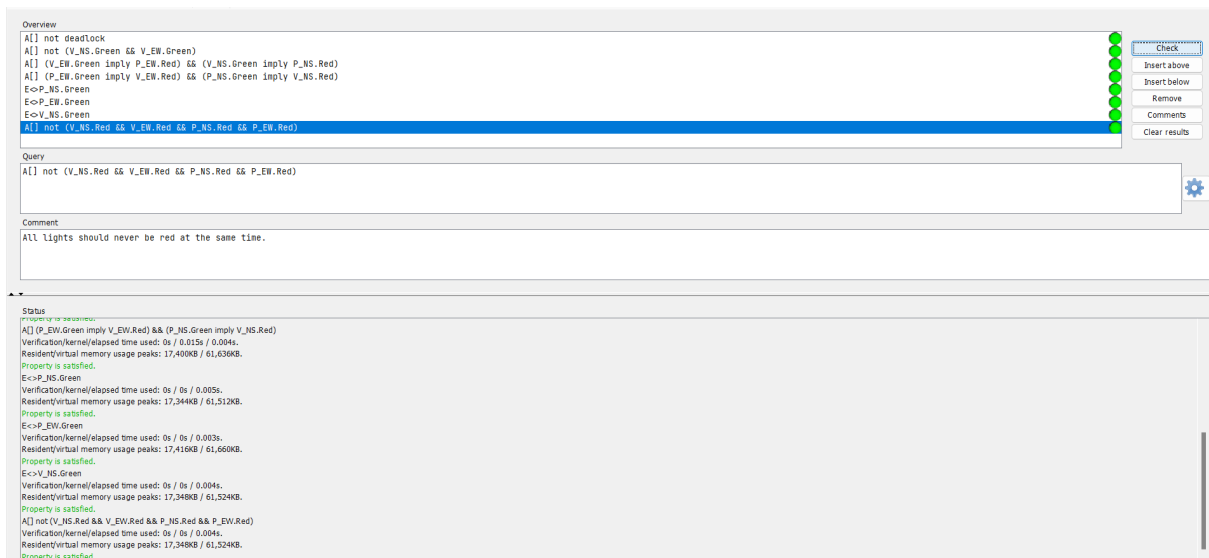 Overview
A[] not deadlock
A[] not (V_NS.Green && V_EW.Green)
A[] (V_EW.Green imply P_EW.Red) && (V_NS.Green imply P_NS.Red)
A[] (P_EW.Green imply V_EW.Red) && (P_NS.Green imply V_NS.Red)
E<>P_NS.Green
E<>P_EW.Green
E<>V_NS.Green
A[] not (V_NS.Red && V_EW.Red && P_NS.Red && P_EW.Red)
Check
Insert above
Insert below
Remove
Comments
Clear results
Query
A[] not (V_NS.Red && V_EW.Red && P_NS.Red && P_EW.Red)
Comment
All lights should never be red at the same time.
Status
Property is satisfied.
A[] (P_EW.Green imply V_EW.Red) && (P_NS.Green imply V_NS.Red)
Verification/kernel/elapsed time used: 0s / 0.015s / 0.004s.
Resident/virtual memory usage peaks: 17,400KB / 61,636KB.
Property is satisfied.
E<>P_NS.Green
Verification/kernel/elapsed time used: 0s / 0s / 0.005s.
Resident/virtual memory usage peaks: 17,344KB / 61,512KB.
Property is satisfied.
E<>P_EW.Green
Verification/kernel/elapsed time used: 0s / 0s / 0.003s.
Resident/virtual memory usage peaks: 17,416KB / 61,660KB.
Property is satisfied.
E<>V_NS.Green
Verification/kernel/elapsed time used: 0s / 0s / 0.004s.
Resident/virtual memory usage peaks: 17,348KB / 61,524KB.
Property is satisfied.
A[] not (V_NS.Red && V_EW.Red && P_NS.Red && P_EW.Red)
Verification/kernel/elapsed time used: 0s / 0s / 0.004s.
Resident/virtual memory usage peaks: 17,348KB / 61,524KB.
Property is satisfied.